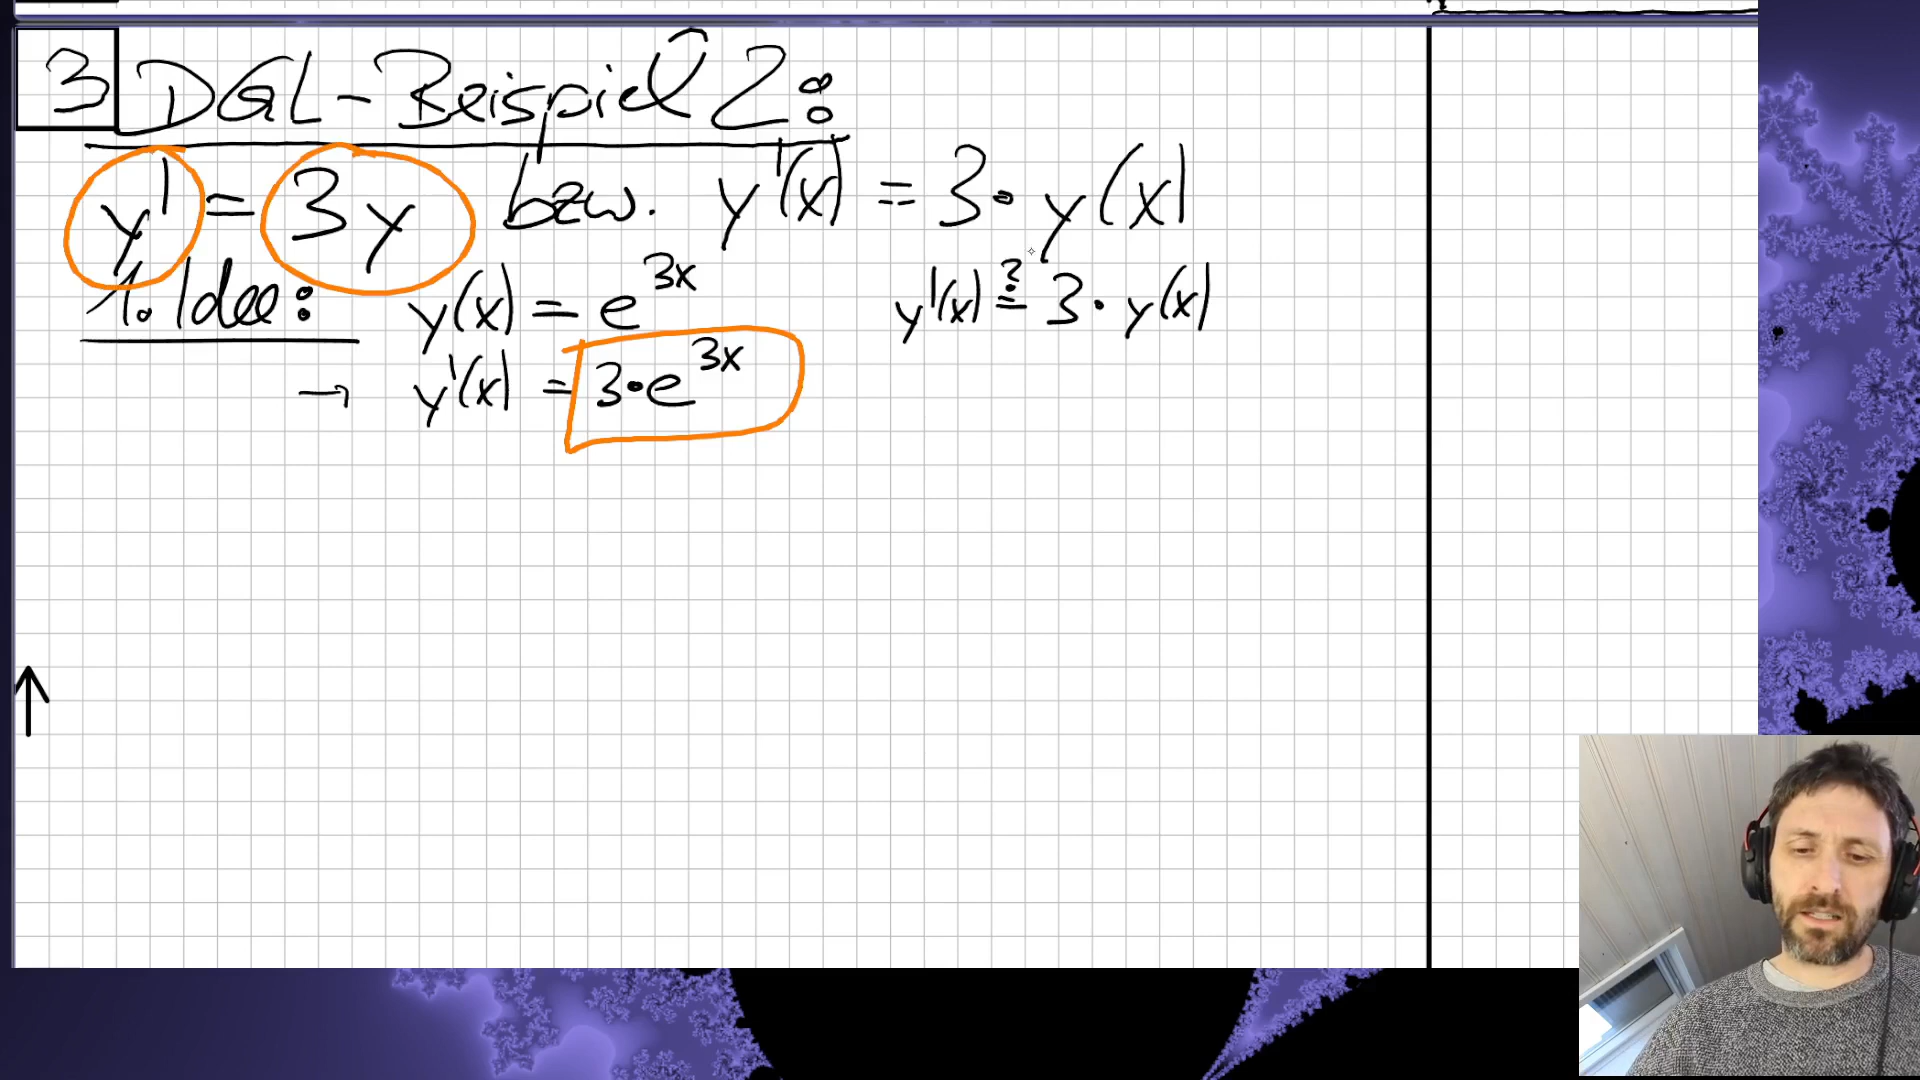 3 DGL-Beispiel 2:
y' = 3y bzw. y'(x) = 3·y(x)
1. Idee: y(x) = e^{3x} y'(x) ≟ 3·y(x)
→ y'(x) = 3·e^{3x}
↑